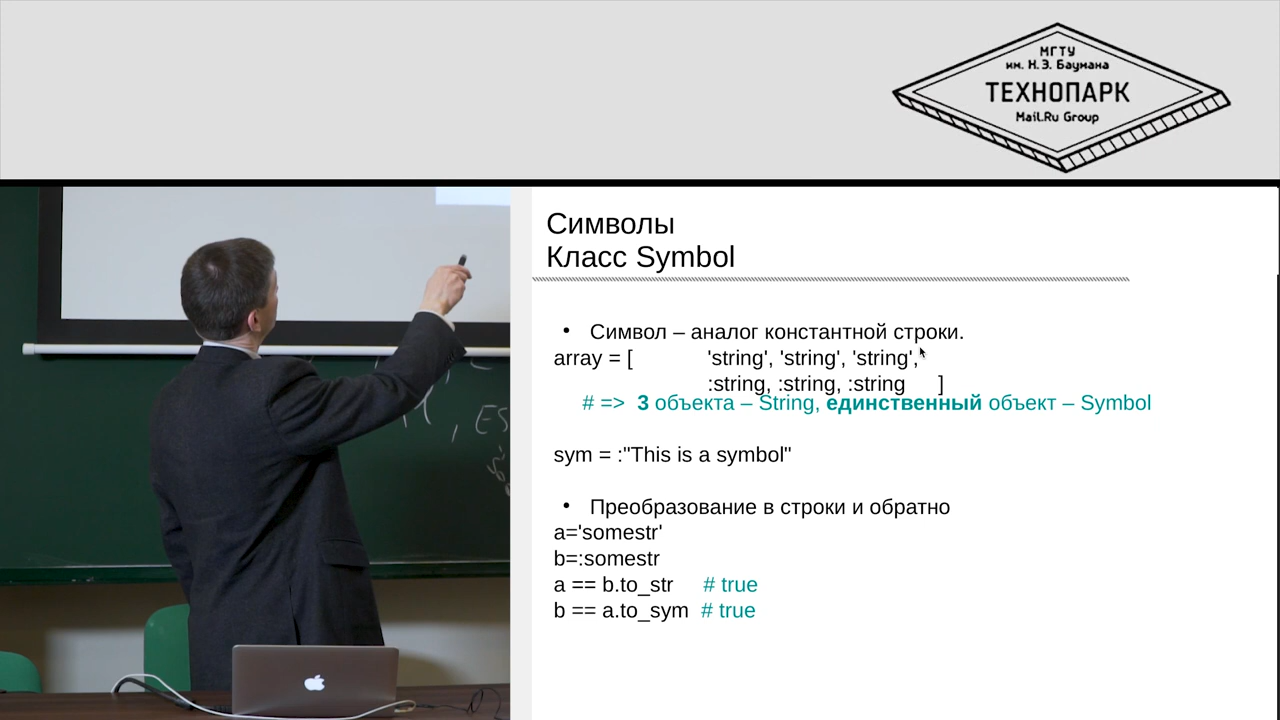 МГТУ
им. Н.Э. Баумана
ТЕХНОПАРК
Mail.Ru Group
Символы
Класс Symbol
• Символ – аналог константной строки.
array = [ 'string', 'string', 'string',
:string, :string, :string ]
# => 3 объекта – String, единственный объект – Symbol
sym = :"This is a symbol"
• Преобразование в строки и обратно
a='somestr'
b=:somestr
a == b.to_str # true
b == a.to_sym # true
, ES